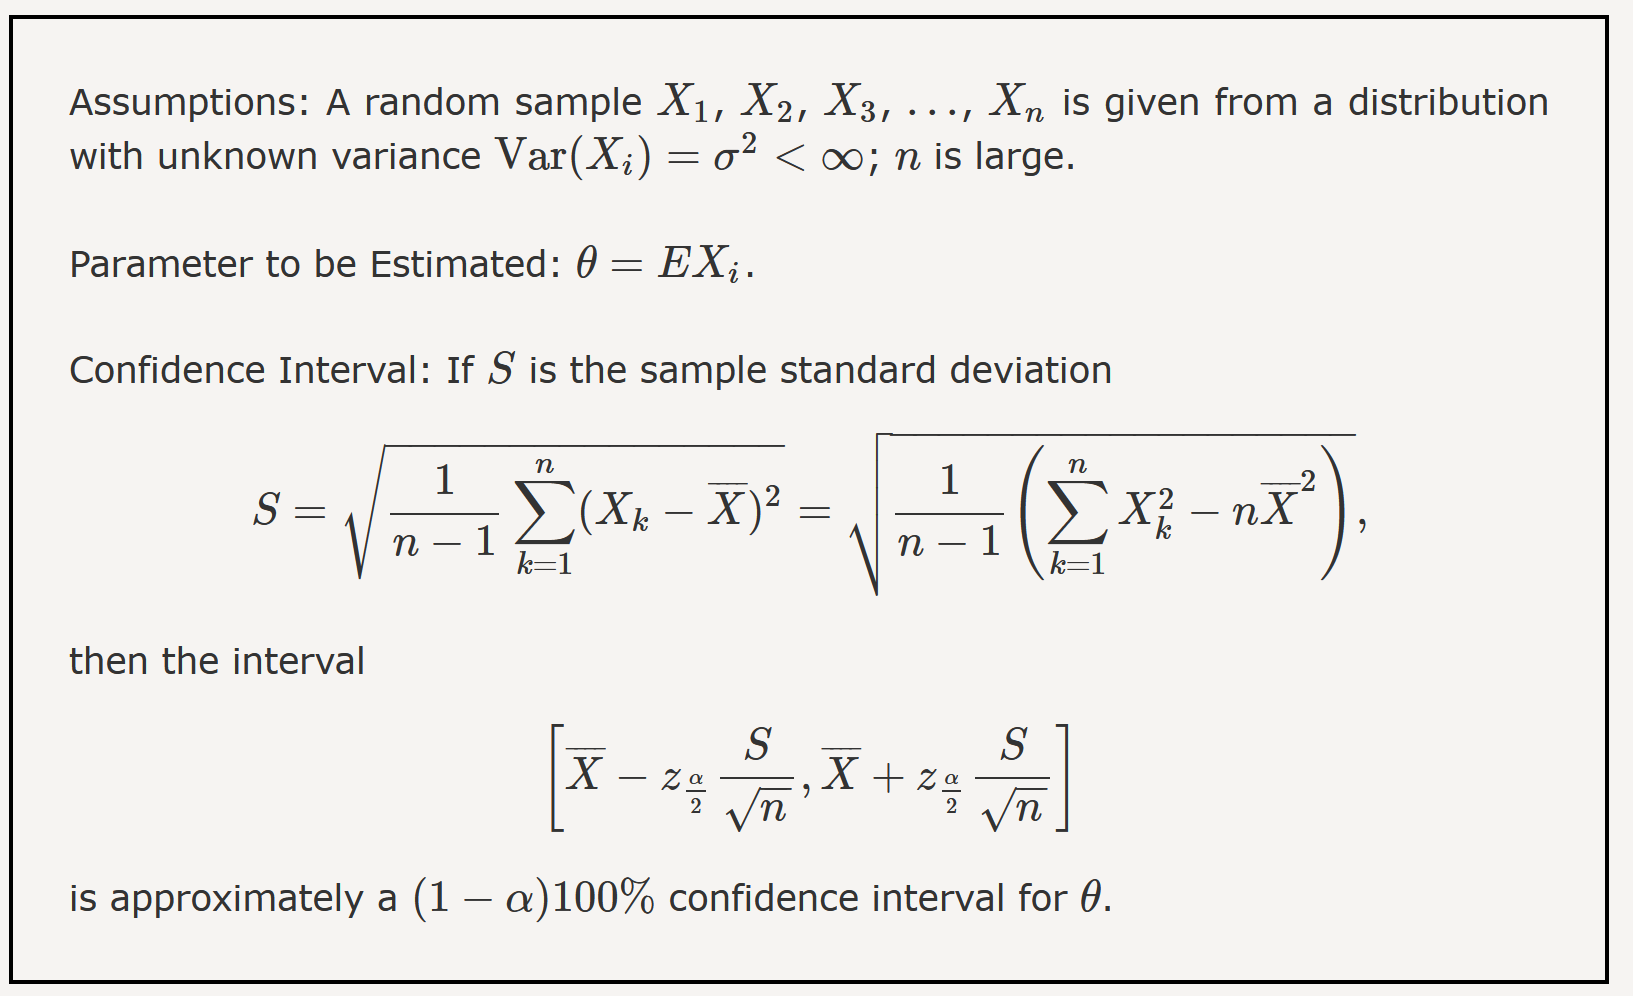 Assumptions: A random sample $X_1$, $X_2$, $X_3$, $\ldots$, $X_n$ is given from a distribution
with unknown variance $\mathrm{Var}(X_i) = \sigma^2 < \infty$; $n$ is large.
Parameter to be Estimated: $\theta = EX_i$.
Confidence Interval: If $S$ is the sample standard deviation
$S = \sqrt{\frac{1}{n-1} \sum_{k=1}^{n} (X_k - \overline{X})^2} = \sqrt{\frac{1}{n-1} \left( \sum_{k=1}^{n} X_k^2 - n\overline{X}^2 \right)},$
then the interval
$\left[ \overline{X} - z_{\frac{\alpha}{2}} \frac{S}{\sqrt{n}}, \overline{X} + z_{\frac{\alpha}{2}} \frac{S}{\sqrt{n}} \right]$
is approximately a $(1 - \alpha)100\%$ confidence interval for $\theta$.